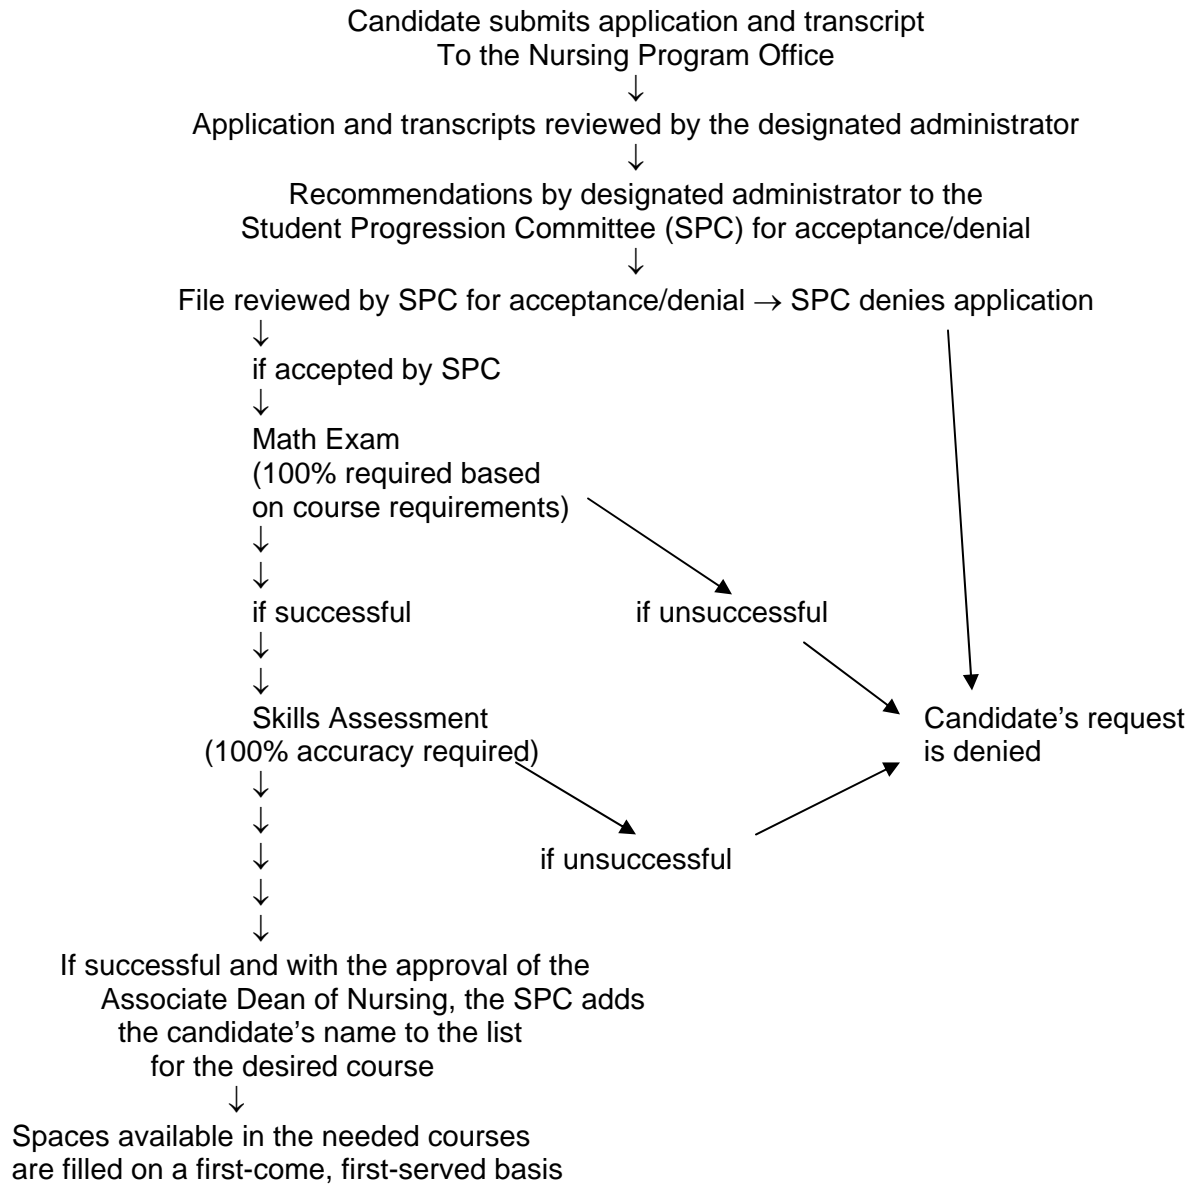 Candidate submits application and transcript
To the Nursing Program Office
↓
Application and transcripts reviewed by the designated administrator
↓
Recommendations by designated administrator to the
Student Progression Committee (SPC) for acceptance/denial
↓
File reviewed by SPC for acceptance/denial → SPC denies application
↓
if accepted by SPC
↓
Math Exam
(100% required based
on course requirements)
↓
↓
if successful
if unsuccessful
↓
↓
Skills Assessment
(100% accuracy required)
Candidate's request
is denied
↓
↓
↓
if unsuccessful
↓
↓
If successful and with the approval of the
Associate Dean of Nursing, the SPC adds
the candidate's name to the list
for the desired course
↓
Spaces available in the needed courses
are filled on a first-come, first-served basis